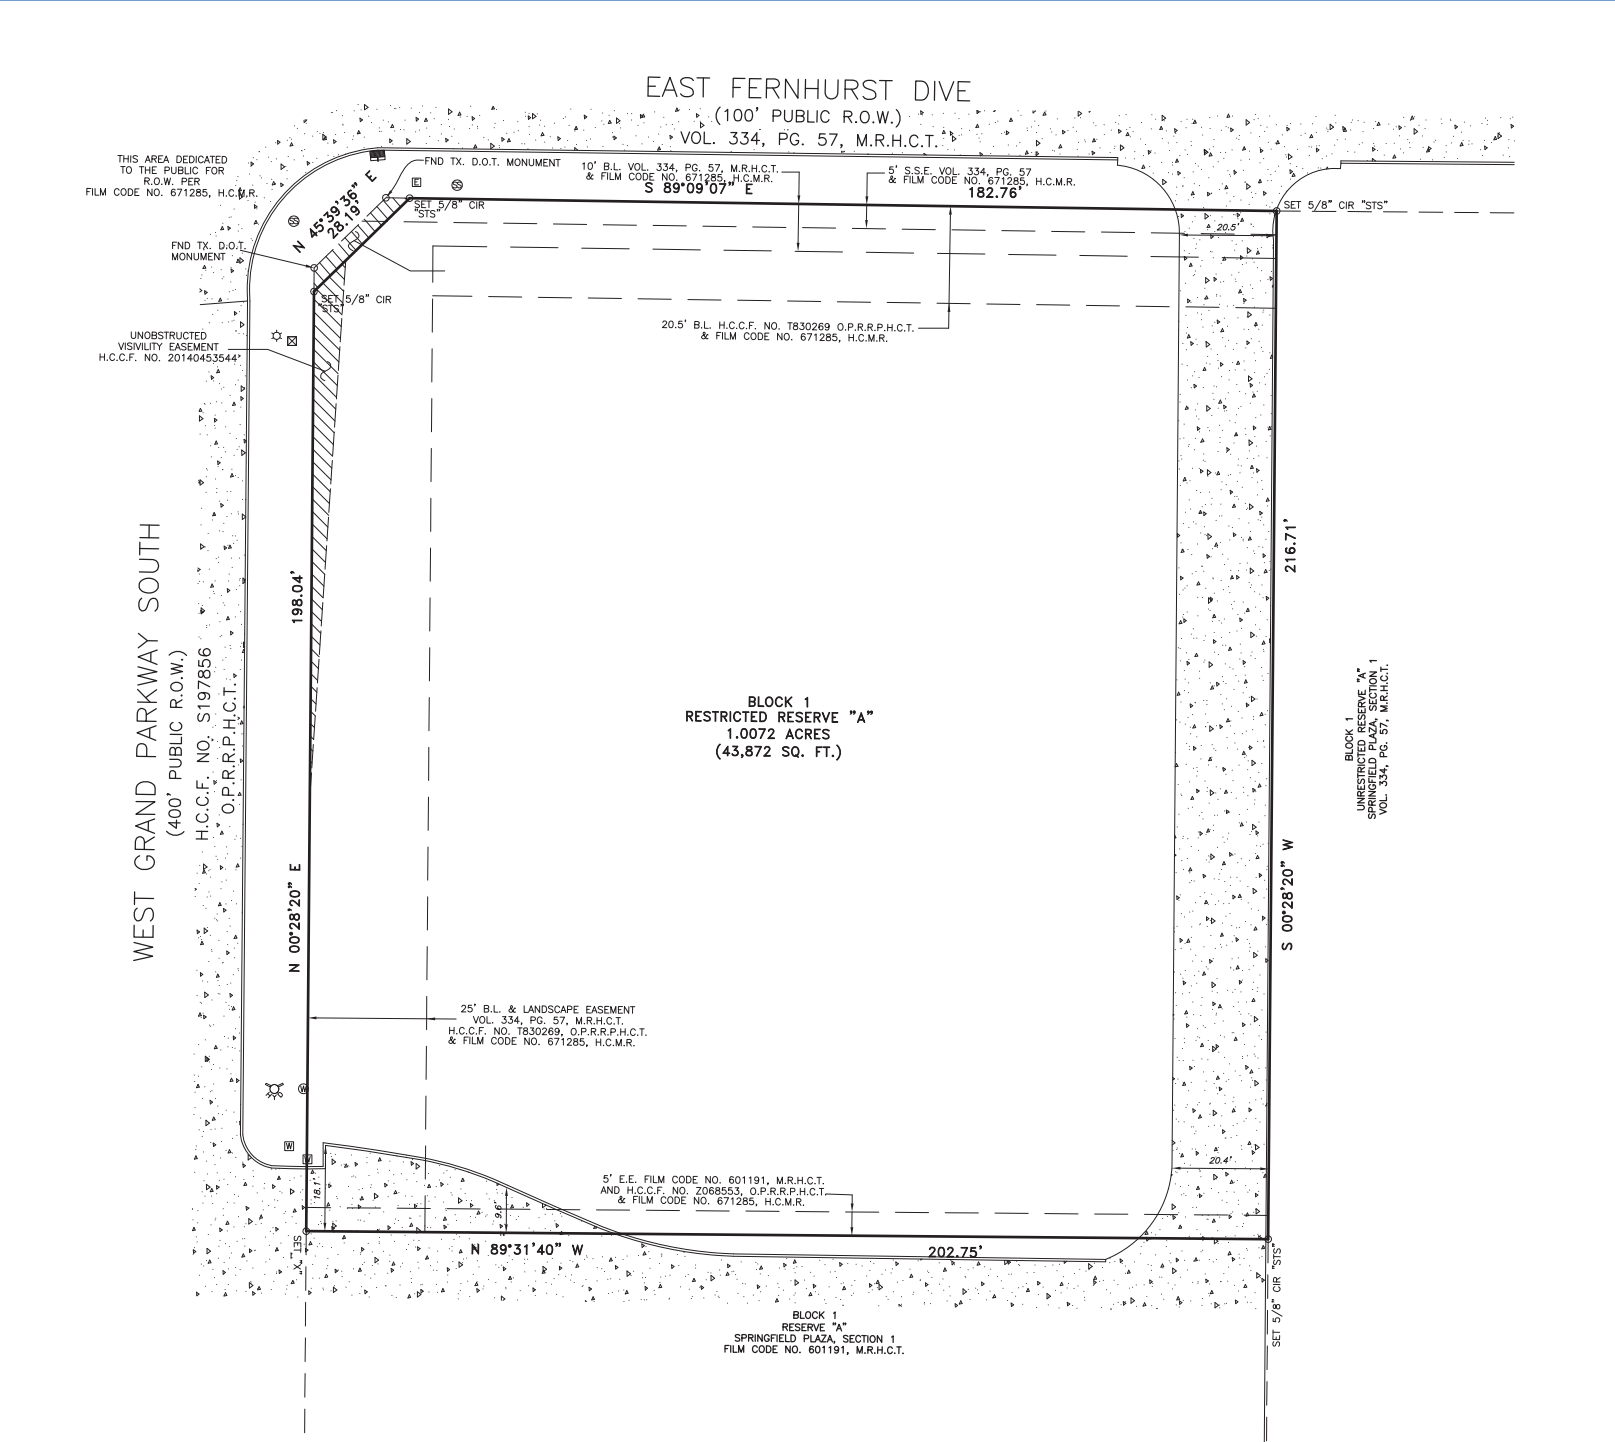 EAST FERNHURST DIVE
(100' PUBLIC R.O.W.)
VOL. 334, PG. 57, M.R.H.C.T.
THIS AREA DEDICATED
TO THE PUBLIC FOR
R.O.W. PER
FILM CODE NO. 671285, H.C.M.R.
FND TX. D.O.T. MONUMENT
10' B.L. VOL. 334, PG. 57, M.R.H.C.T.
& FILM CODE NO. 671285, H.C.M.R.
5' S.S.E. VOL. 334, PG. 57
& FILM CODE NO. 671285, H.C.M.R.
S 89°09'07" E
182.76'
E
SET 5/8" CIR
"STS"
SET 5/8" CIR "STS"
N 45°39'36" E
28.19'
20.5'
FND TX. D.O.T.
MONUMENT
SET 5/8" CIR
"STS"
20.5' B.L. H.C.C.F. NO. T830269 O.P.R.R.P.H.C.T.
& FILM CODE NO. 671285, H.C.M.R.
UNOBSTRUCTED
VISIVILITY EASEMENT
H.C.C.F. NO. 20140453544
WEST GRAND PARKWAY SOUTH
(400' PUBLIC R.O.W.)
H.C.C.F. NO. S197856
O.P.R.R.P.H.C.T.
198.04'
N 00°28'20" E
216.71'
S 00°28'20" W
BLOCK 1
RESTRICTED RESERVE "A"
1.0072 ACRES
(43,872 SQ. FT.)
BLOCK 1
UNRESTRICTED RESERVE "A"
SPRINGFIELD PLAZA, SECTION 1
VOL. 334, PG. 57, M.R.H.C.T.
25' B.L. & LANDSCAPE EASEMENT
VOL. 334, PG. 57, M.R.H.C.T.
H.C.C.F. NO. T830269, O.P.R.R.P.H.C.T.
& FILM CODE NO. 671285, H.C.M.R.
W
W
W
18.1'
9.6'
5' E.E. FILM CODE NO. 601191, M.R.H.C.T.
AND H.C.C.F. NO. Z068553, O.P.R.R.P.H.C.T.
& FILM CODE NO. 671285, H.C.M.R.
20.4'
SET "X"
N 89°31'40" W
202.75'
SET 5/8" CIR "STS"
BLOCK 1
RESERVE "A"
SPRINGFIELD PLAZA, SECTION 1
FILM CODE NO. 601191, M.R.H.C.T.